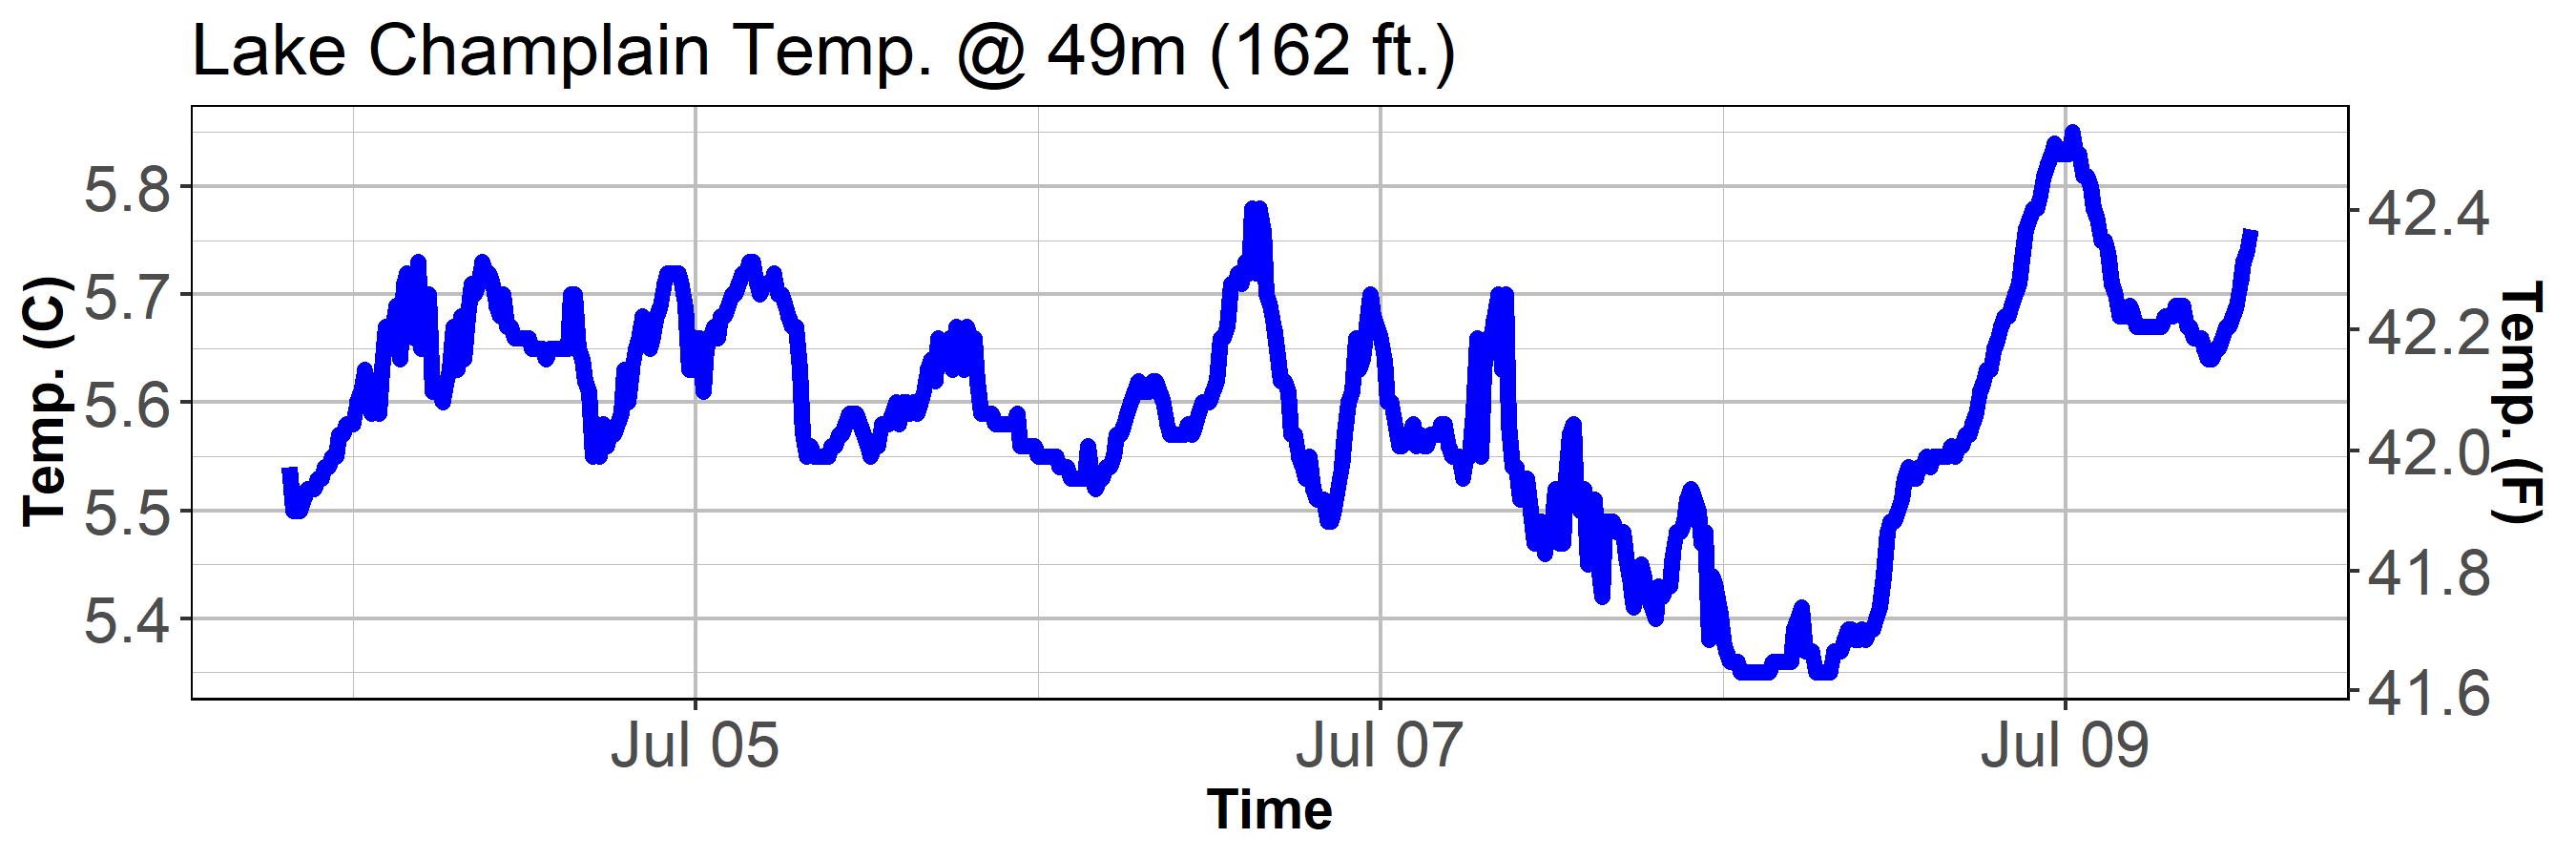 Lake Champlain Temp. @ 49m (162 ft.)
Temp. (C)
5.8
5.7
5.6
5.5
5.4
42.4
42.2
42.0
41.8
41.6
Temp. (F)
Jul 05
Jul 07
Jul 09
Time